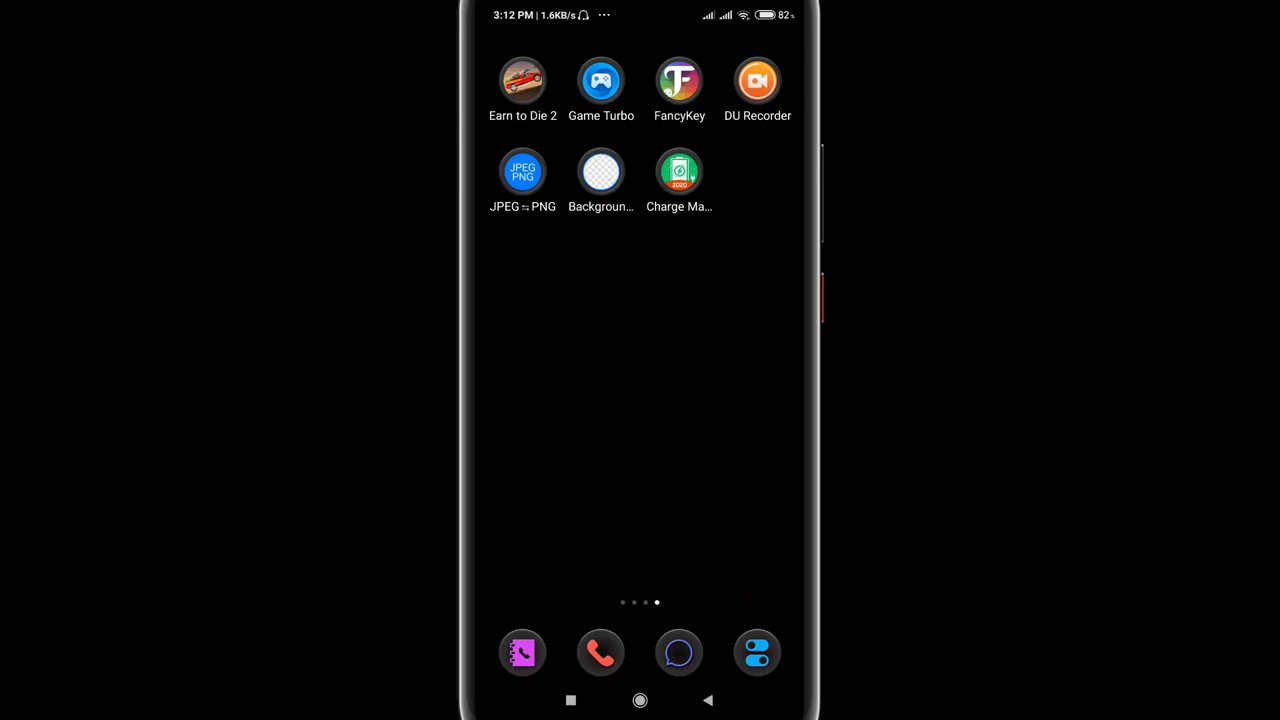 3:12 PM | 1.6KB/s ... 82%
Earn to Die 2 Game Turbo FancyKey DU Recorder
JPEG PNG 2020
JPEG⇆PNG Backgroun... Charge Ma...